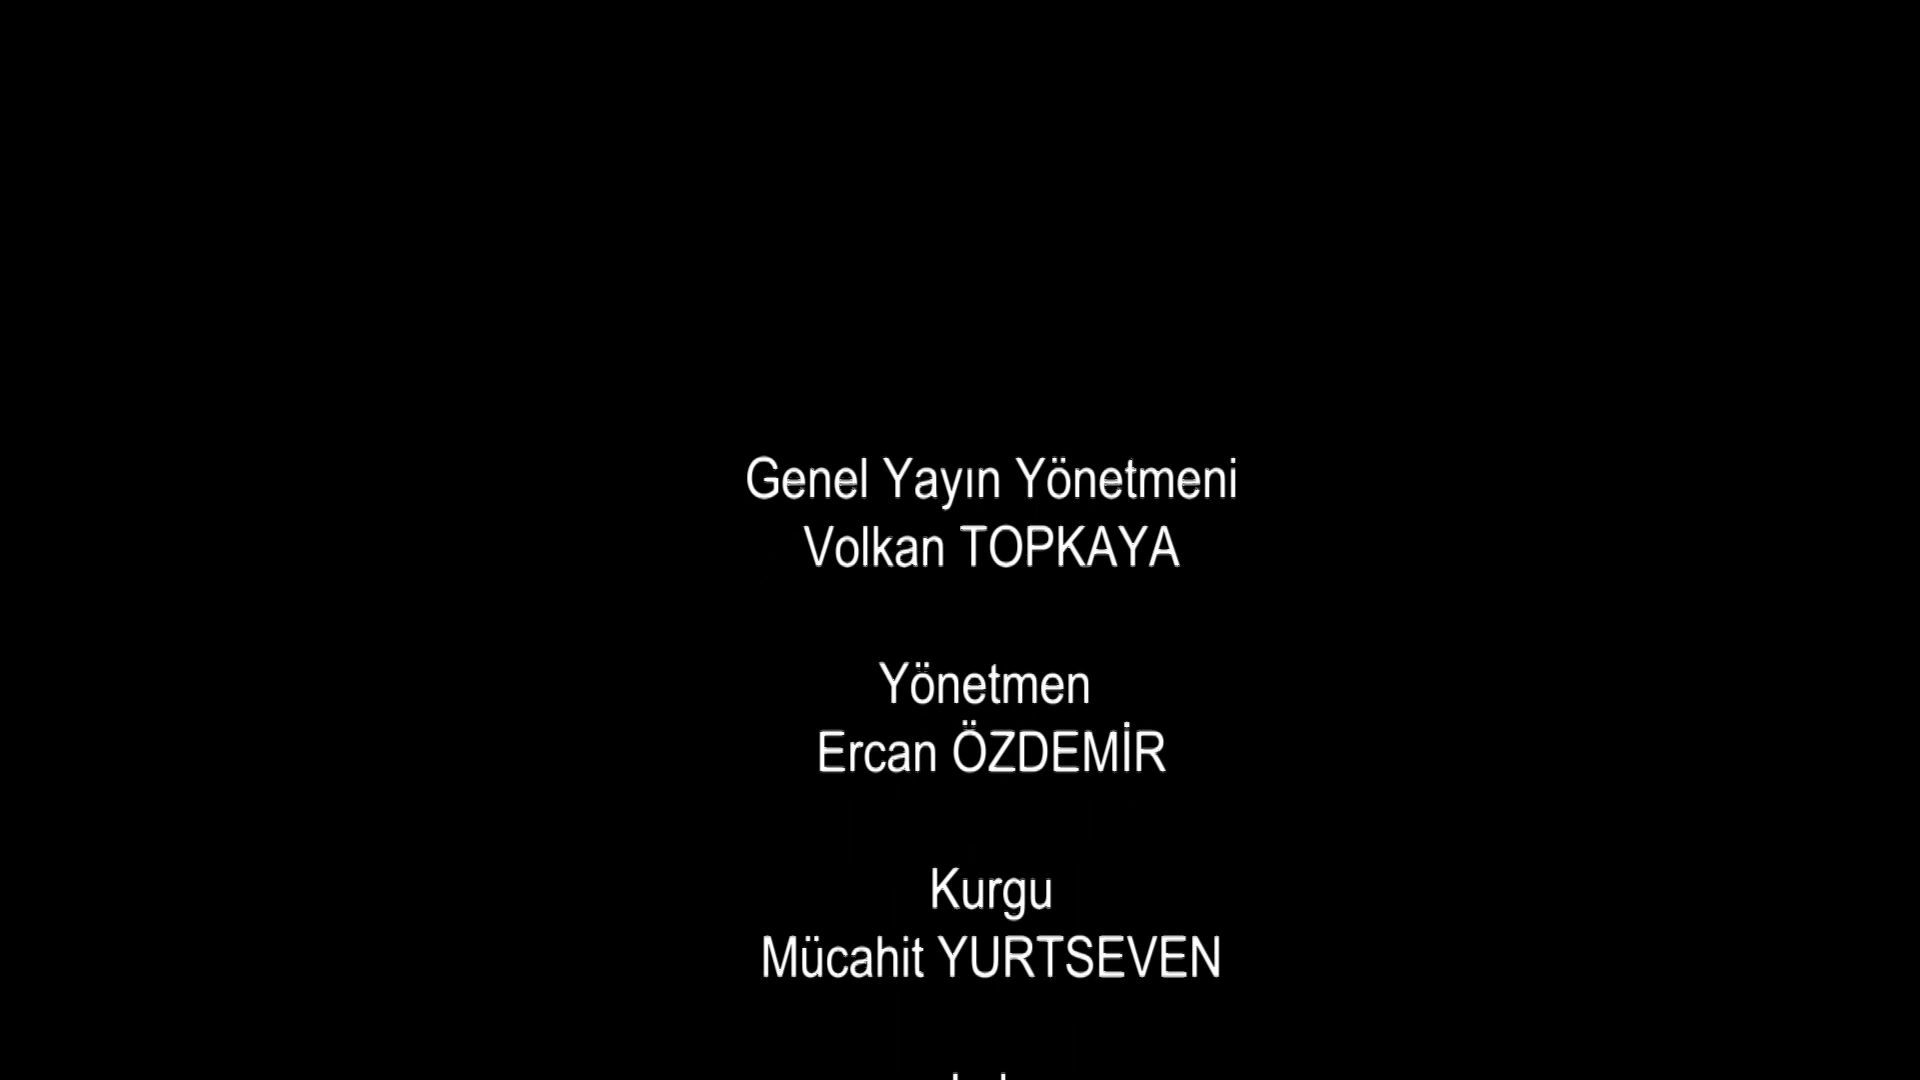 Genel Yayın Yönetmeni
Volkan TOPKAYA
Yönetmen
Ercan ÖZDEMİR
Kurgu
Mücahit YURTSEVEN